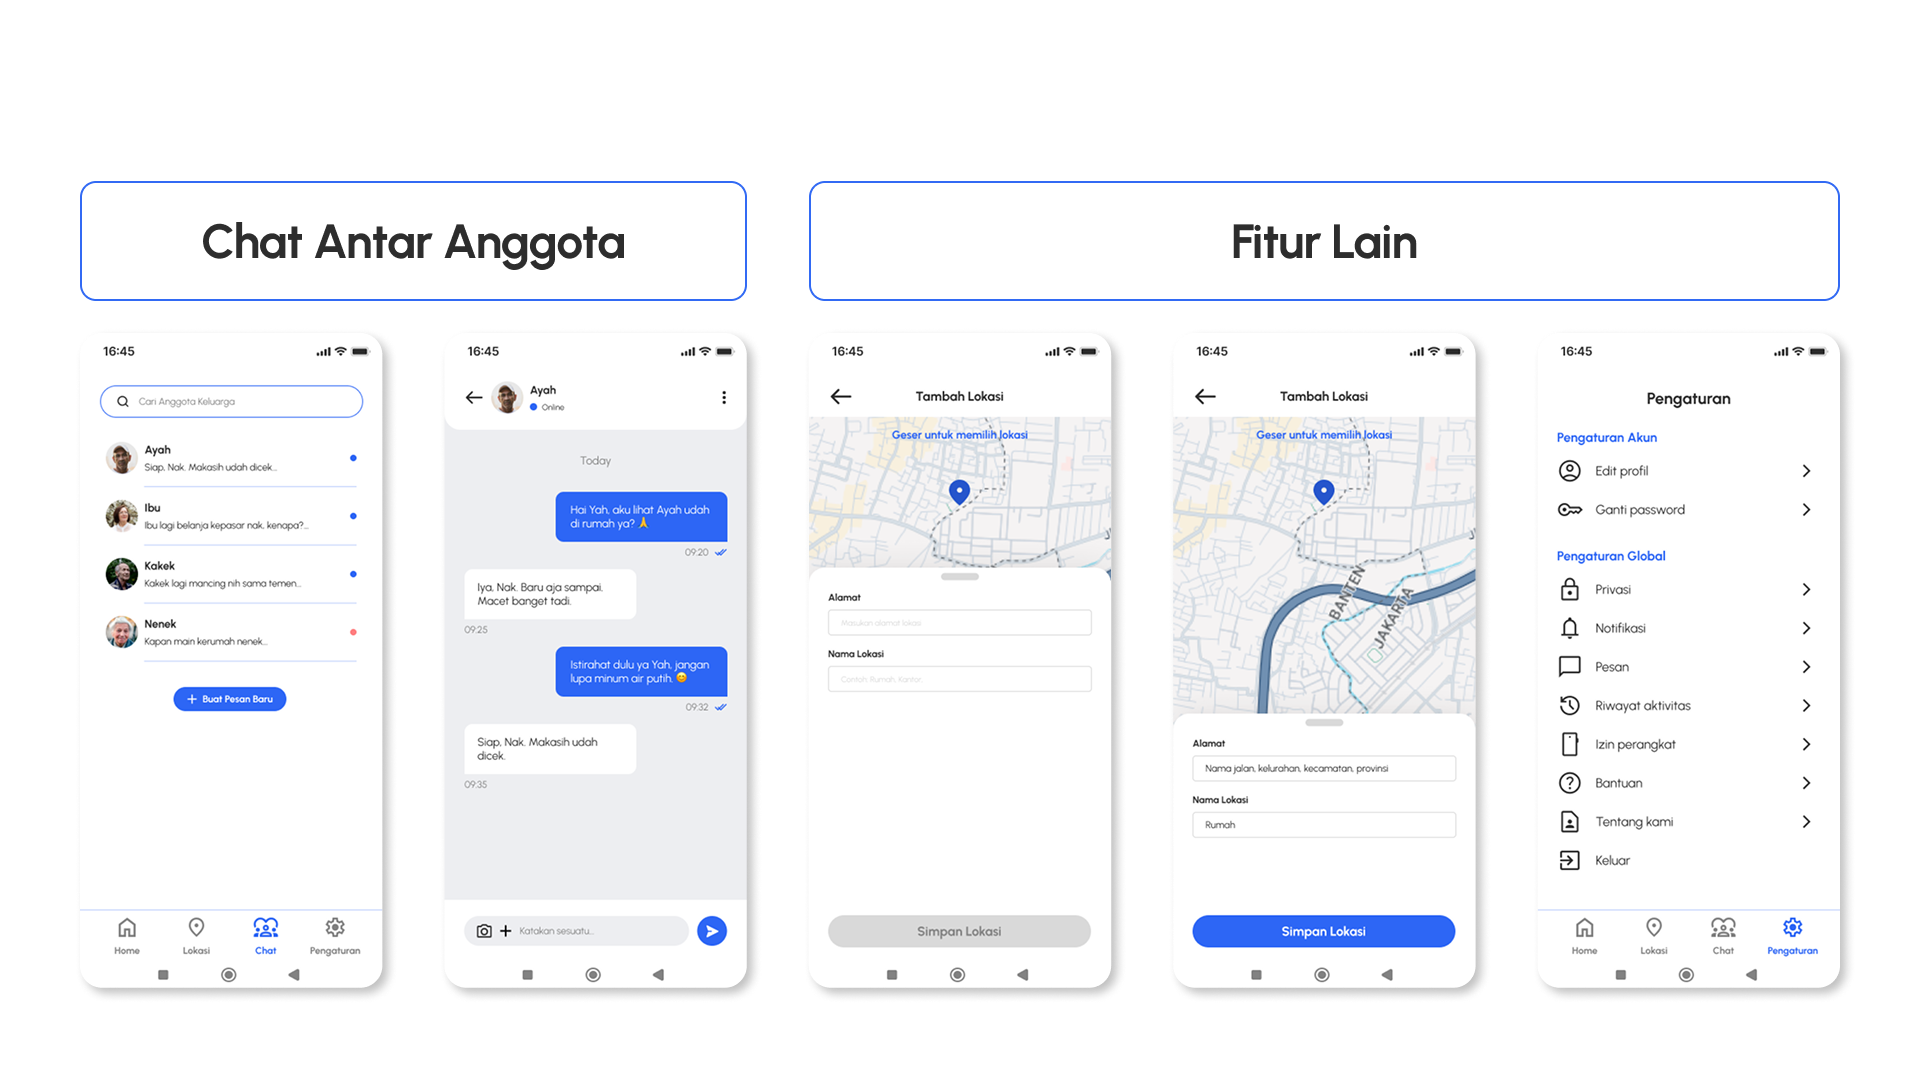 Chat Antar Anggota
Fitur Lain
16:45
Cari Anggota Keluarga
Ayah
Siap, Nak. Makasih udah dicek...
Ibu
Ibu lagi belanja kepasar nak, kenapa?...
Kakek
Kakek lagi mancing nih sama temen...
Nenek
Kapan main kerumah nenek...
+ Buat Pesan Baru
Home
Lokasi
Chat
Pengaturan
16:45
Ayah
Online
Today
Hai Yah, aku lihat Ayah udah
di rumah ya? 🙏
09:20
Iya, Nak. Baru aja sampai.
Macet banget tadi.
09:25
Istirahat dulu ya Yah, jangan
lupa minum air putih. 😊
09:32
Siap, Nak. Makasih udah
dicek.
09:35
Katakan sesuatu...
16:45
Tambah Lokasi
Geser untuk memilih lokasi
Alamat
Masukan alamat lokasi
Nama Lokasi
Contoh: Rumah, Kantor
Simpan Lokasi
16:45
Tambah Lokasi
Geser untuk memilih lokasi
BANTEN
JAKARTA
Alamat
Nama jalan, kelurahan, kecamatan, provinsi
Nama Lokasi
Rumah
Simpan Lokasi
16:45
Pengaturan
Pengaturan Akun
Edit profil
Ganti password
Pengaturan Global
Privasi
Notifikasi
Pesan
Riwayat aktivitas
Izin perangkat
Bantuan
Tentang kami
Keluar
Home
Lokasi
Chat
Pengaturan